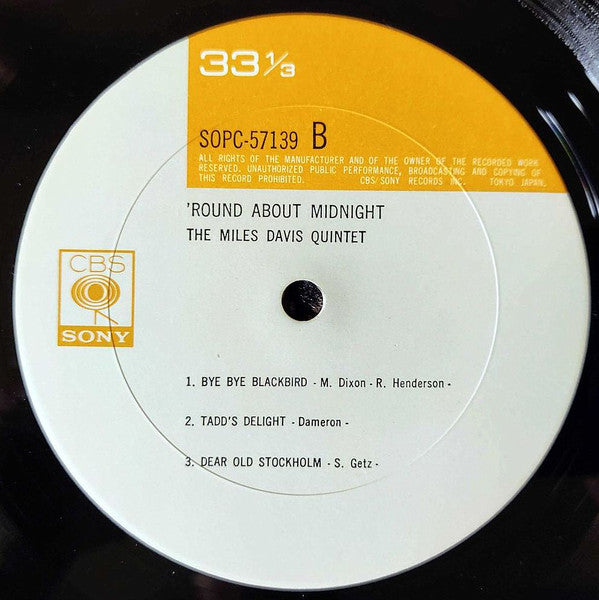 33 1/3
SOPC-57139 B
ALL RIGHTS OF THE MANUFACTURER AND OF THE OWNER OF THE RECORDED WORK
RESERVED. UNAUTHORIZED PUBLIC PERFORMANCE, BROADCASTING AND COPYING OF
THIS RECORD PROHIBITED. CBS/SONY RECORDS INC. TOKYO JAPAN.
'ROUND ABOUT MIDNIGHT
THE MILES DAVIS QUINTET
CBS
SONY
1. BYE BYE BLACKBIRD - M. Dixon - R. Henderson -
2. TADD'S DELIGHT - Dameron -
3. DEAR OLD STOCKHOLM - S. Getz -